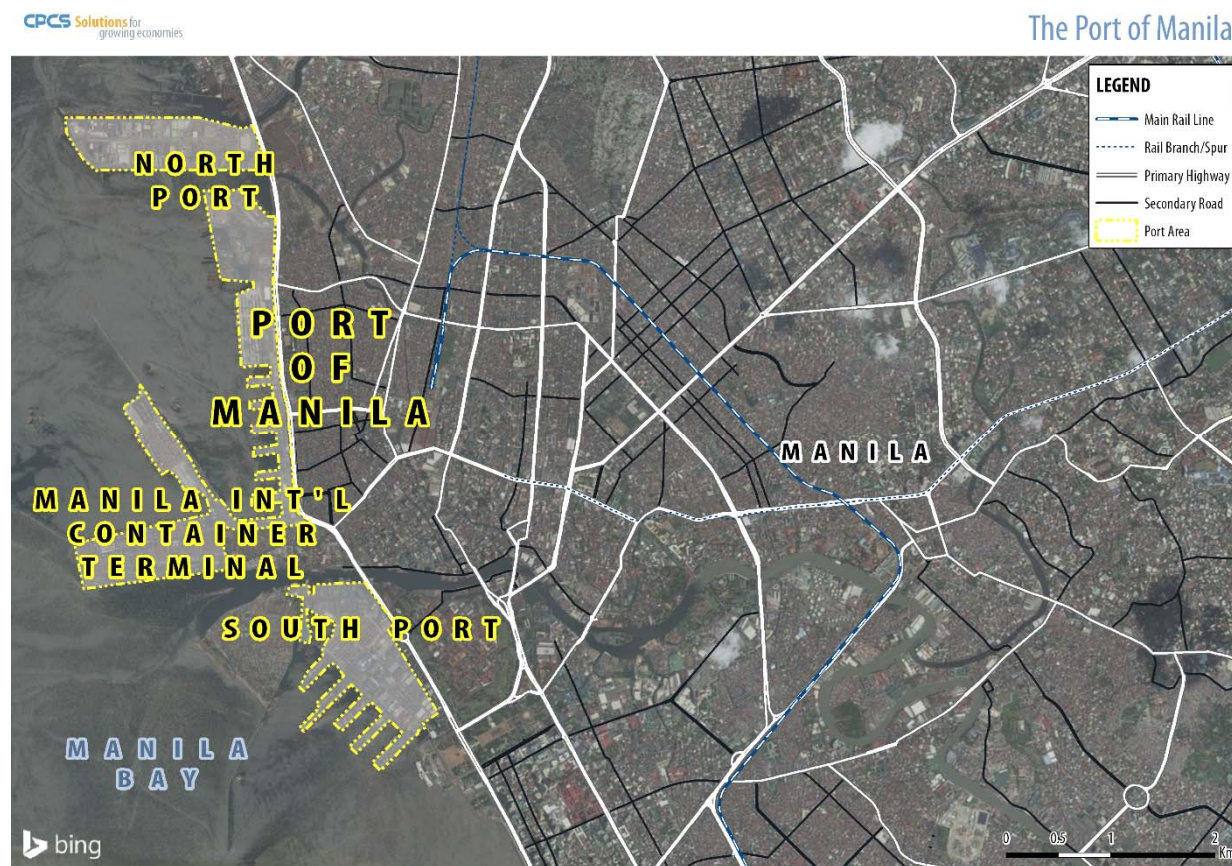 CPCS Solutions for
growing economies
The Port of Manila
LEGEND
Main Rail Line
Rail Branch/Spur
Primary Highway
Secondary Road
Port Area
NORTH
PORT
PORT
OF
MANILA
MANILA
MANILA INT'L
CONTAINER
TERMINAL
SOUTH PORT
MANILA
BAY
bing
0 0.5 1 2
Km